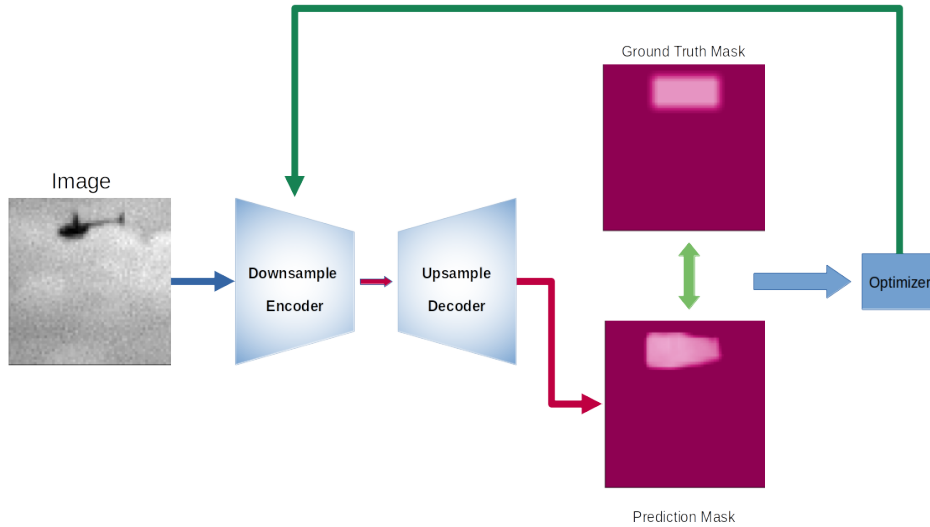 Ground Truth Mask
Image
Downsample
Encoder
Upsample
Decoder
Optimizer
Prediction Mask